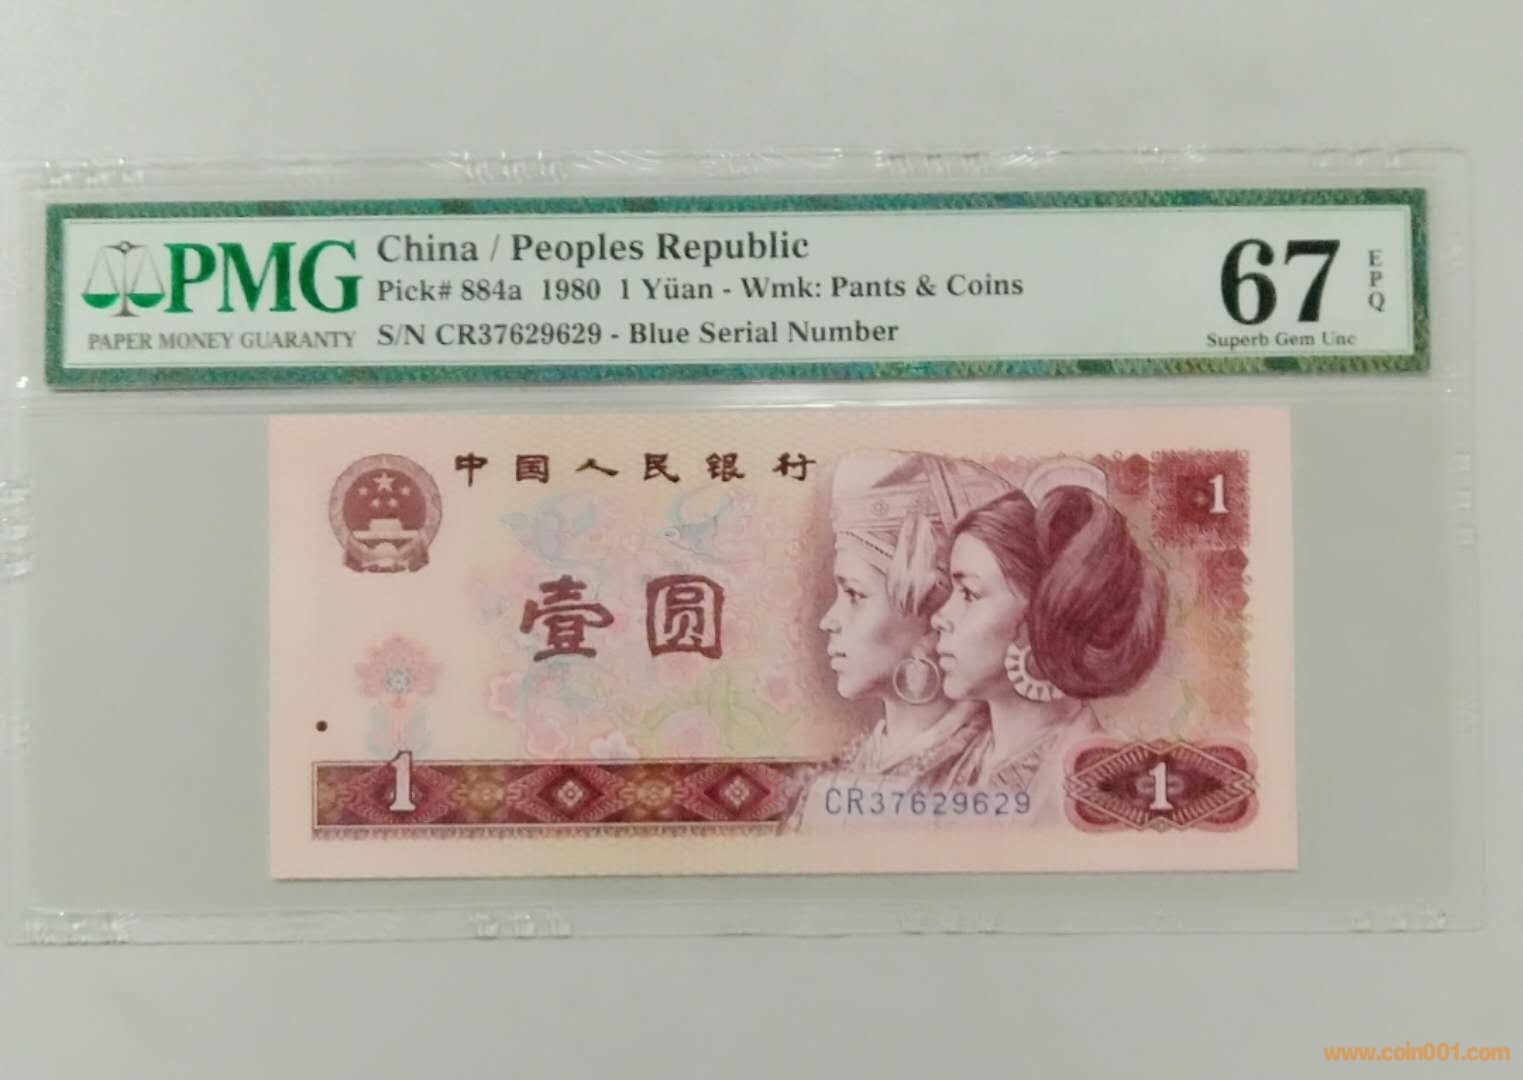 PMG
PAPER MONEY GUARANTY
China / Peoples Republic
Pick# 884a 1980 1 Yüan - Wmk: Pants & Coins
S/N CR37629629 - Blue Serial Number
67
EPQ
Superb Gem Unc
中国人民银行
1
壹圆
1
CR37629629
1
www.coin001.com